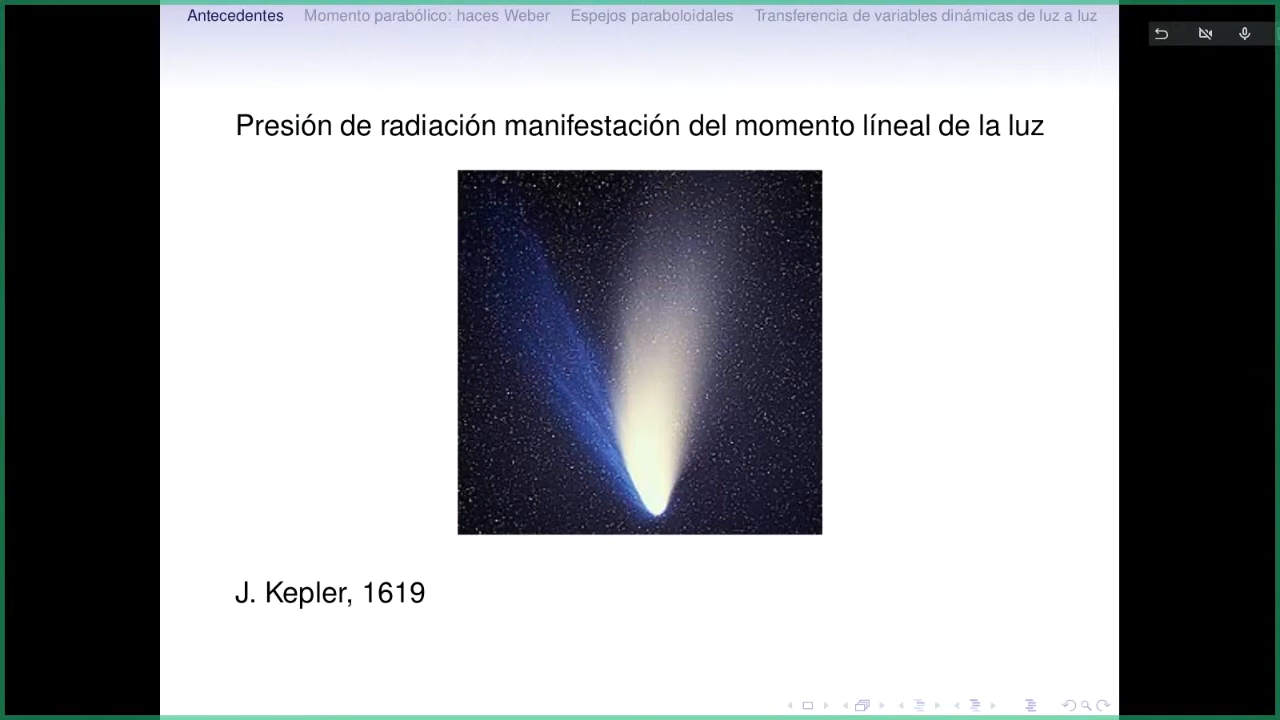 Antecedentes Momento parabólico: haces Weber Espejos paraboloidales Transferencia de variables dinámicas de luz a luz
Presión de radiación manifestación del momento líneal de la luz
J. Kepler, 1619